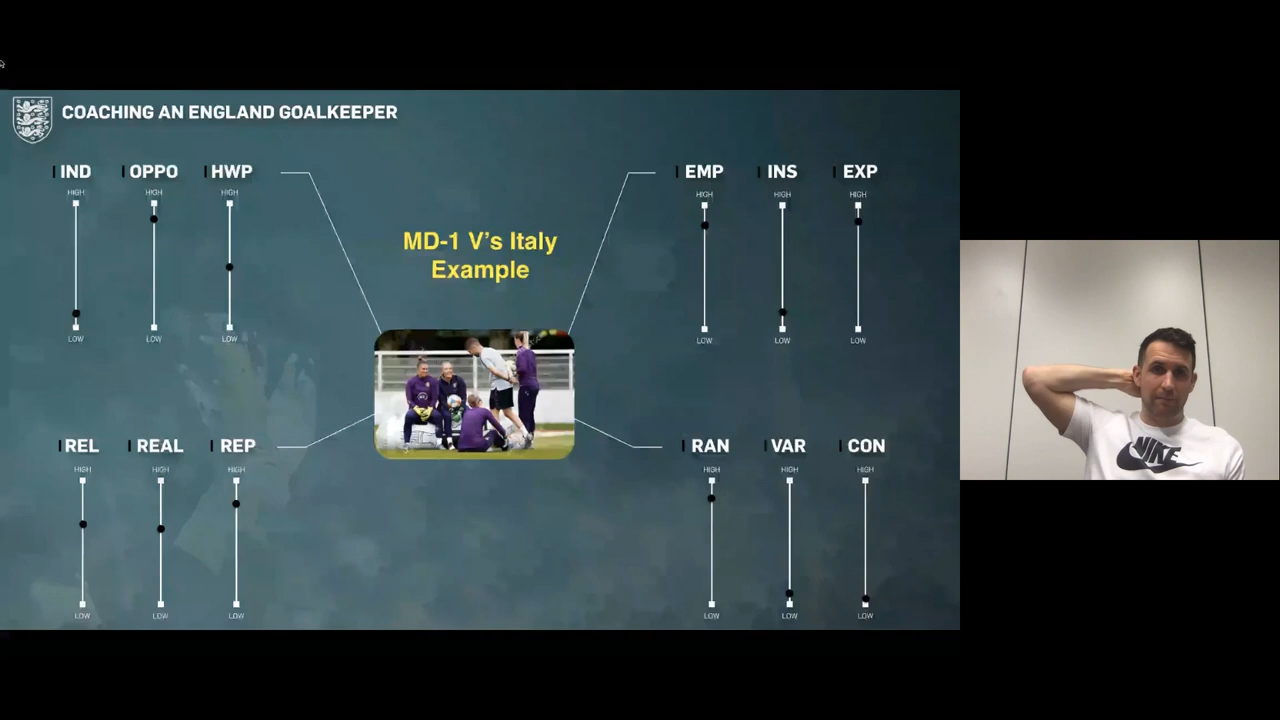 COACHING AN ENGLAND GOALKEEPER
IND OPPO HWP
HIGH HIGH HIGH
LOW LOW LOW
MD-1 V's Italy
Example
EMP INS EXP
HIGH HIGH HIGH
LOW LOW LOW
REL REAL REP
HIGH HIGH HIGH
LOW LOW LOW
RAN VAR CON
HIGH HIGH HIGH
LOW LOW LOW
NIKE